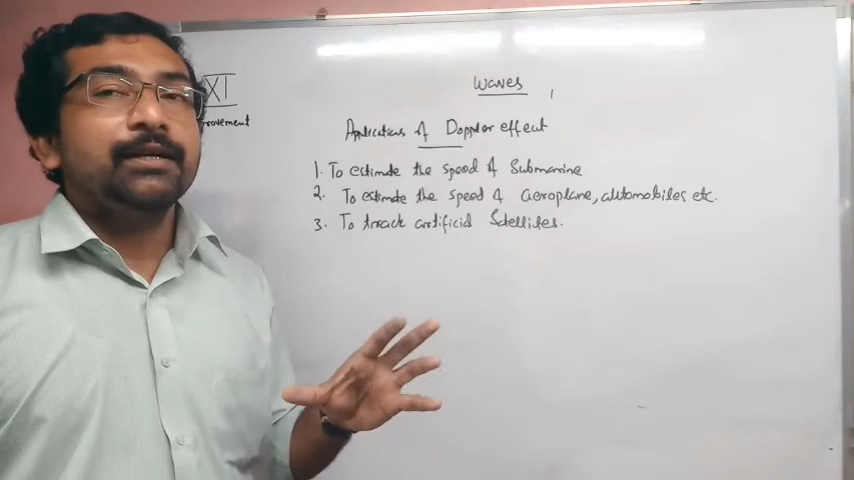 XI
Waves
Applications of Doppler effect
1. To estimate the speed of Submarine
2. To estimate the speed of aeroplane, automobiles etc.
3. To track artificial Satellites.